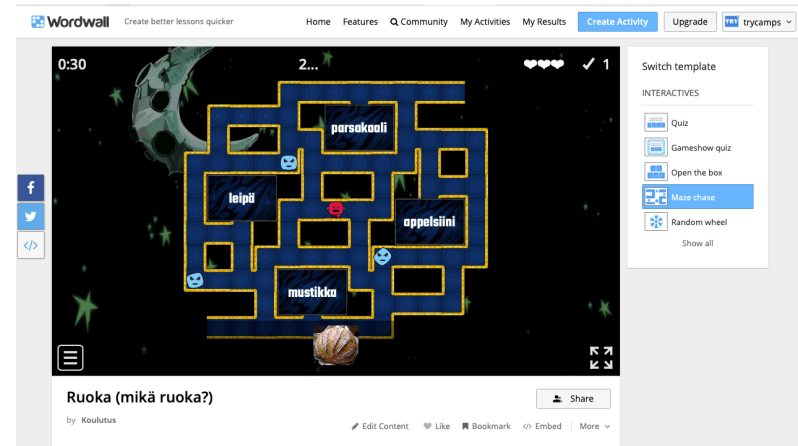 Wordwall
Create better lessons quicker
Home
Features
Community
My Activities
My Results
Create Activity
Upgrade
TRY
trycamps
0:30
2...
1
parsakaali
leipä
appelsiini
mustikka
Switch template
INTERACTIVES
Quiz
Gameshow quiz
Open the box
Maze chase
Random wheel
Show all
Ruoka (mikä ruoka?)
Share
by Koulutus
Edit Content
Like
Bookmark
</> Embed
More